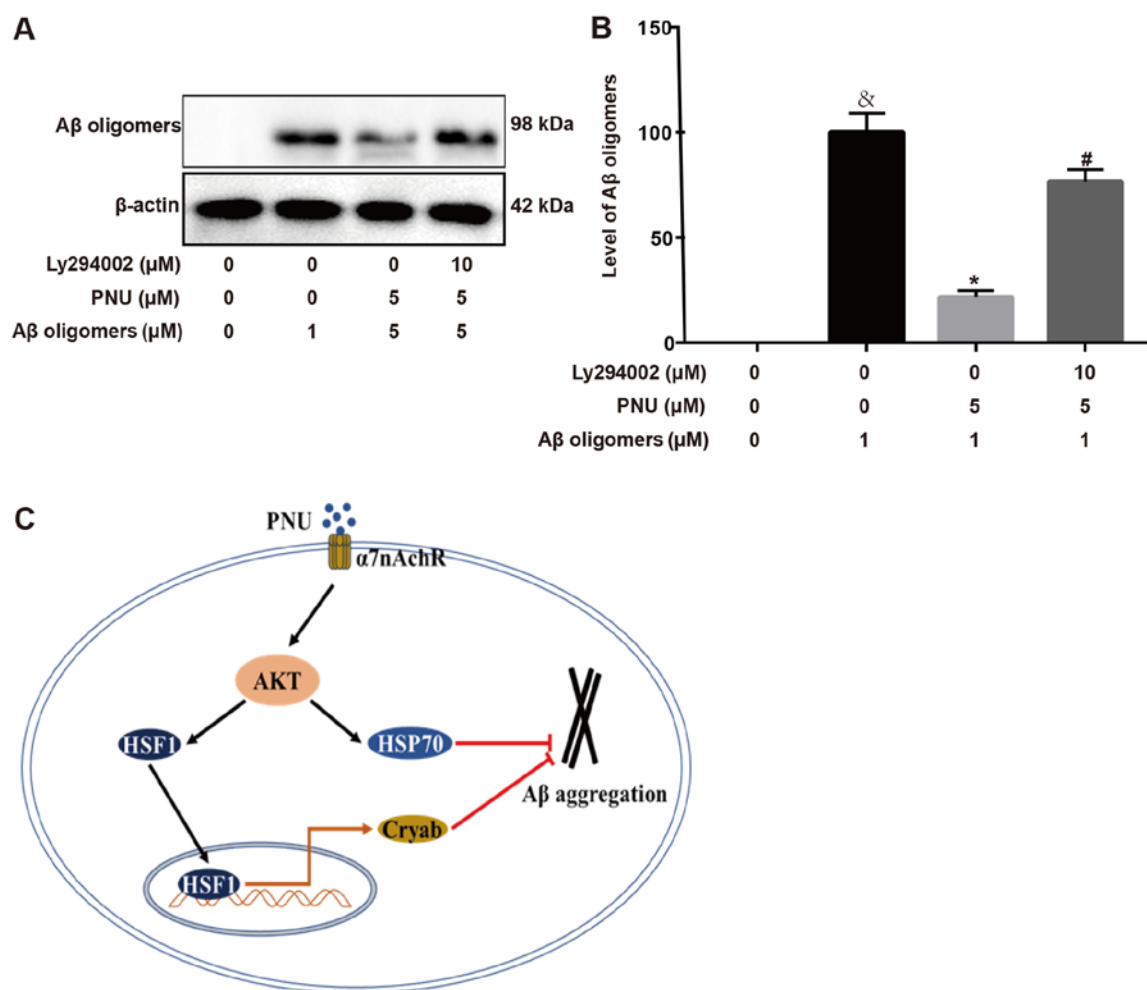 A
Aβ oligomers
98 kDa
β-actin
42 kDa
Ly294002 (μM) 0 0 0 10
PNU (μM) 0 0 5 5
Aβ oligomers (μM) 0 1 5 5
B
Level of Aβ oligomers
150
100
50
0
&
*
#
Ly294002 (μM) 0 0 0 10
PNU (μM) 0 0 5 5
Aβ oligomers (μM) 0 1 1 1
C
PNU
α7nAchR
AKT
HSF1
HSP70
Aβ aggregation
Cryab
HSF1